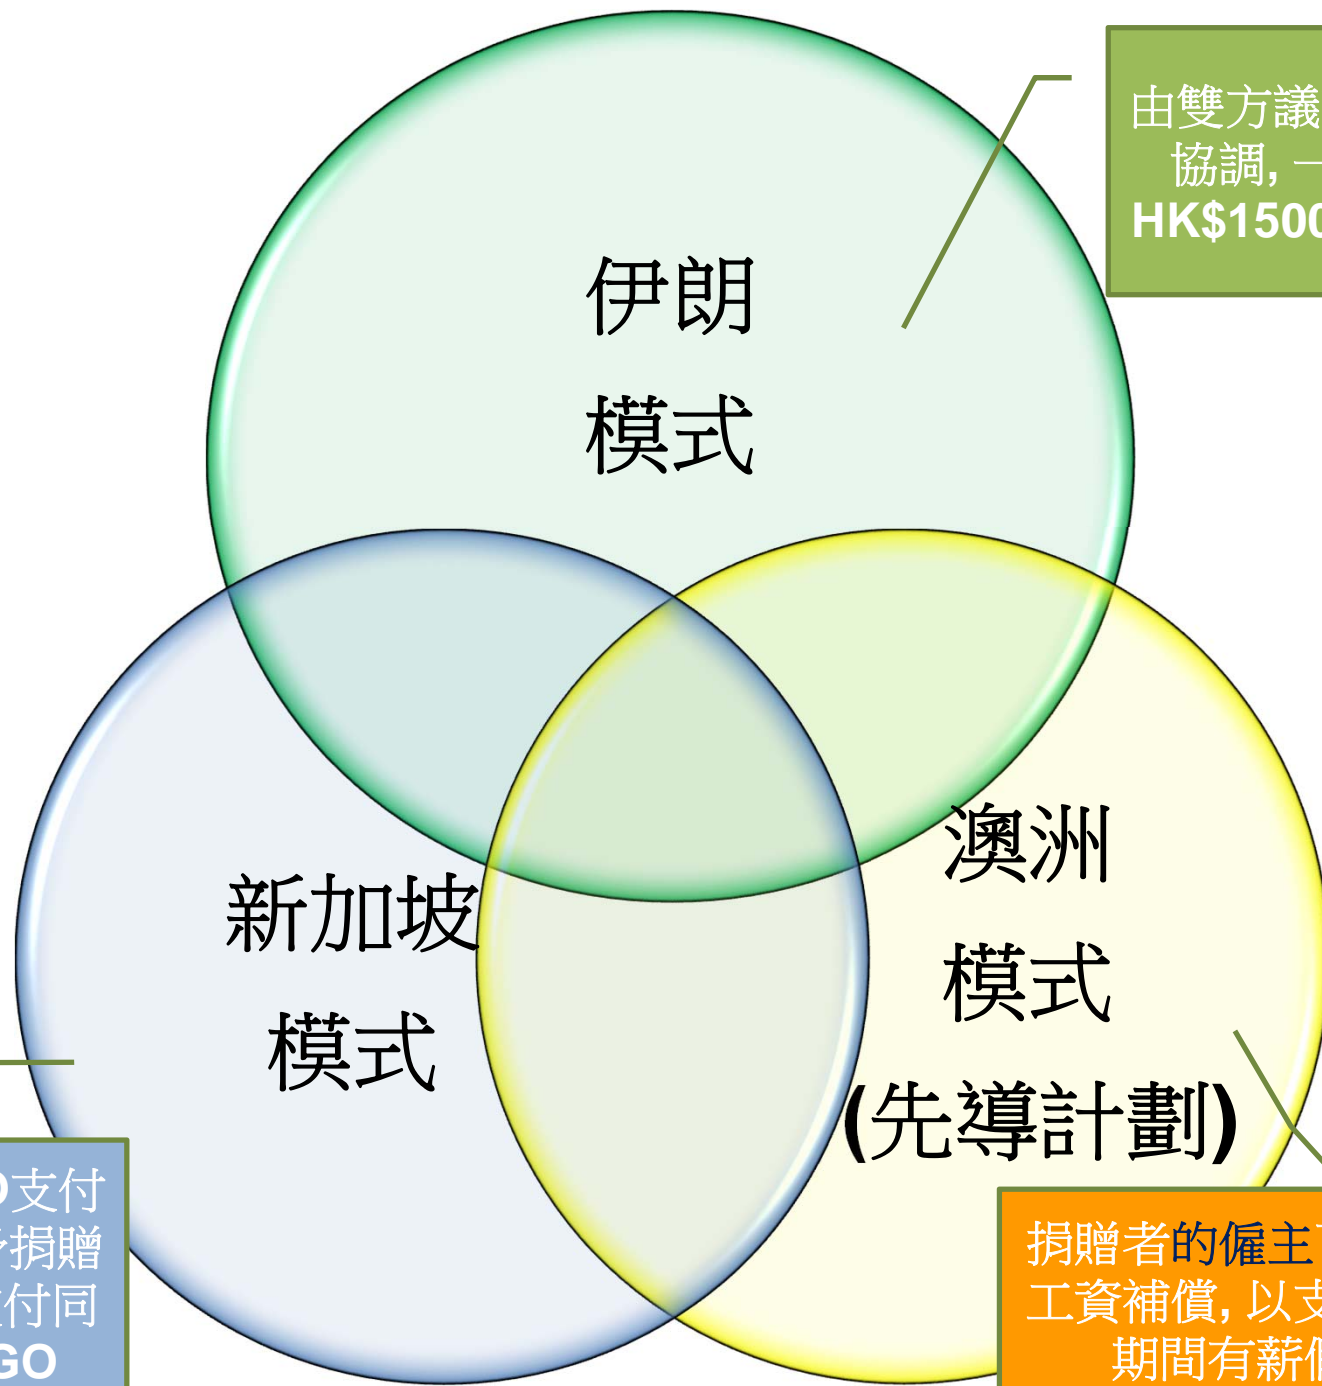 由雙方議
協調, 一
HK$1500
伊朗
模式
新加坡
模式
澳洲
模式
(先導計劃)
支付
捐贈
付同
GO
捐贈者的僱主
工資補償, 以支
期間有薪